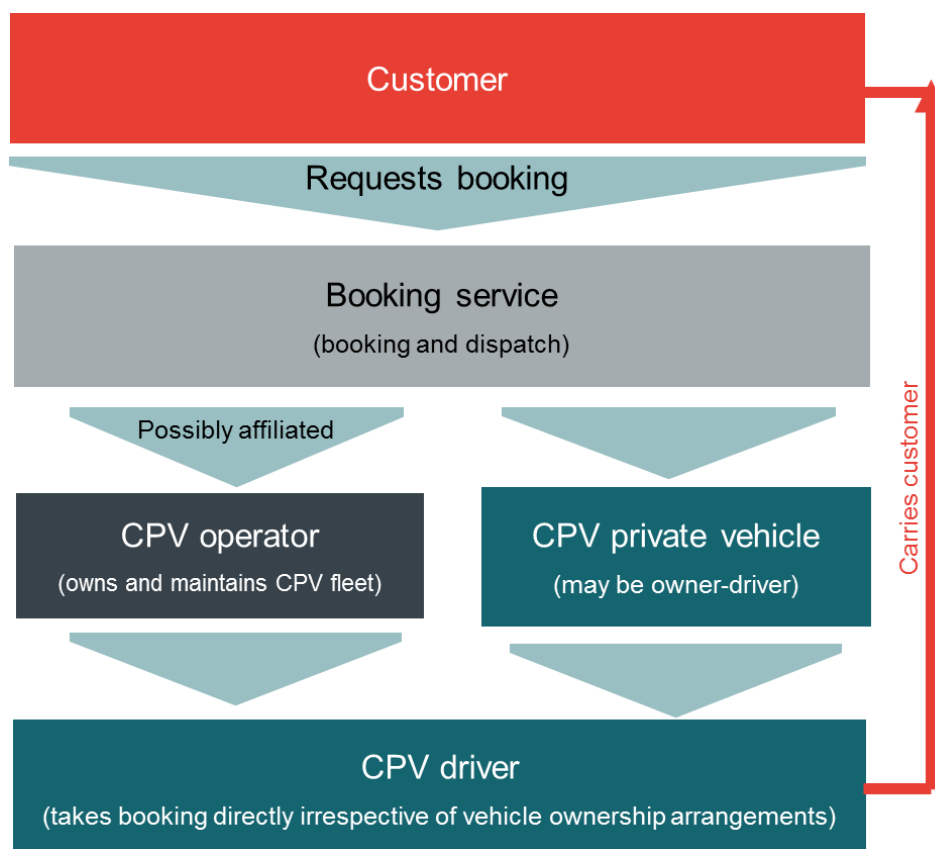 Customer
Requests booking
Booking service
(booking and dispatch)
Possibly affiliated
CPV operator
(owns and maintains CPV fleet)
CPV private vehicle
(may be owner-driver)
CPV driver
(takes booking directly irrespective of vehicle ownership arrangements)
Carries customer